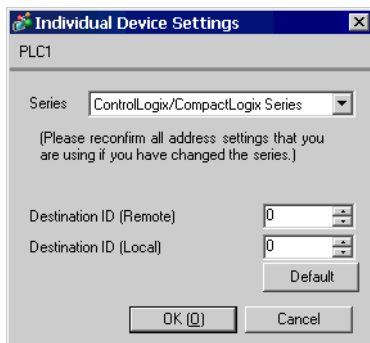 Individual Device Settings
PLC1
Series ControlLogix/CompactLogix Series
(Please reconfirm all address settings that you
are using if you have changed the series.)
Destination ID (Remote) 0
Destination ID (Local) 0
Default
OK (O) Cancel